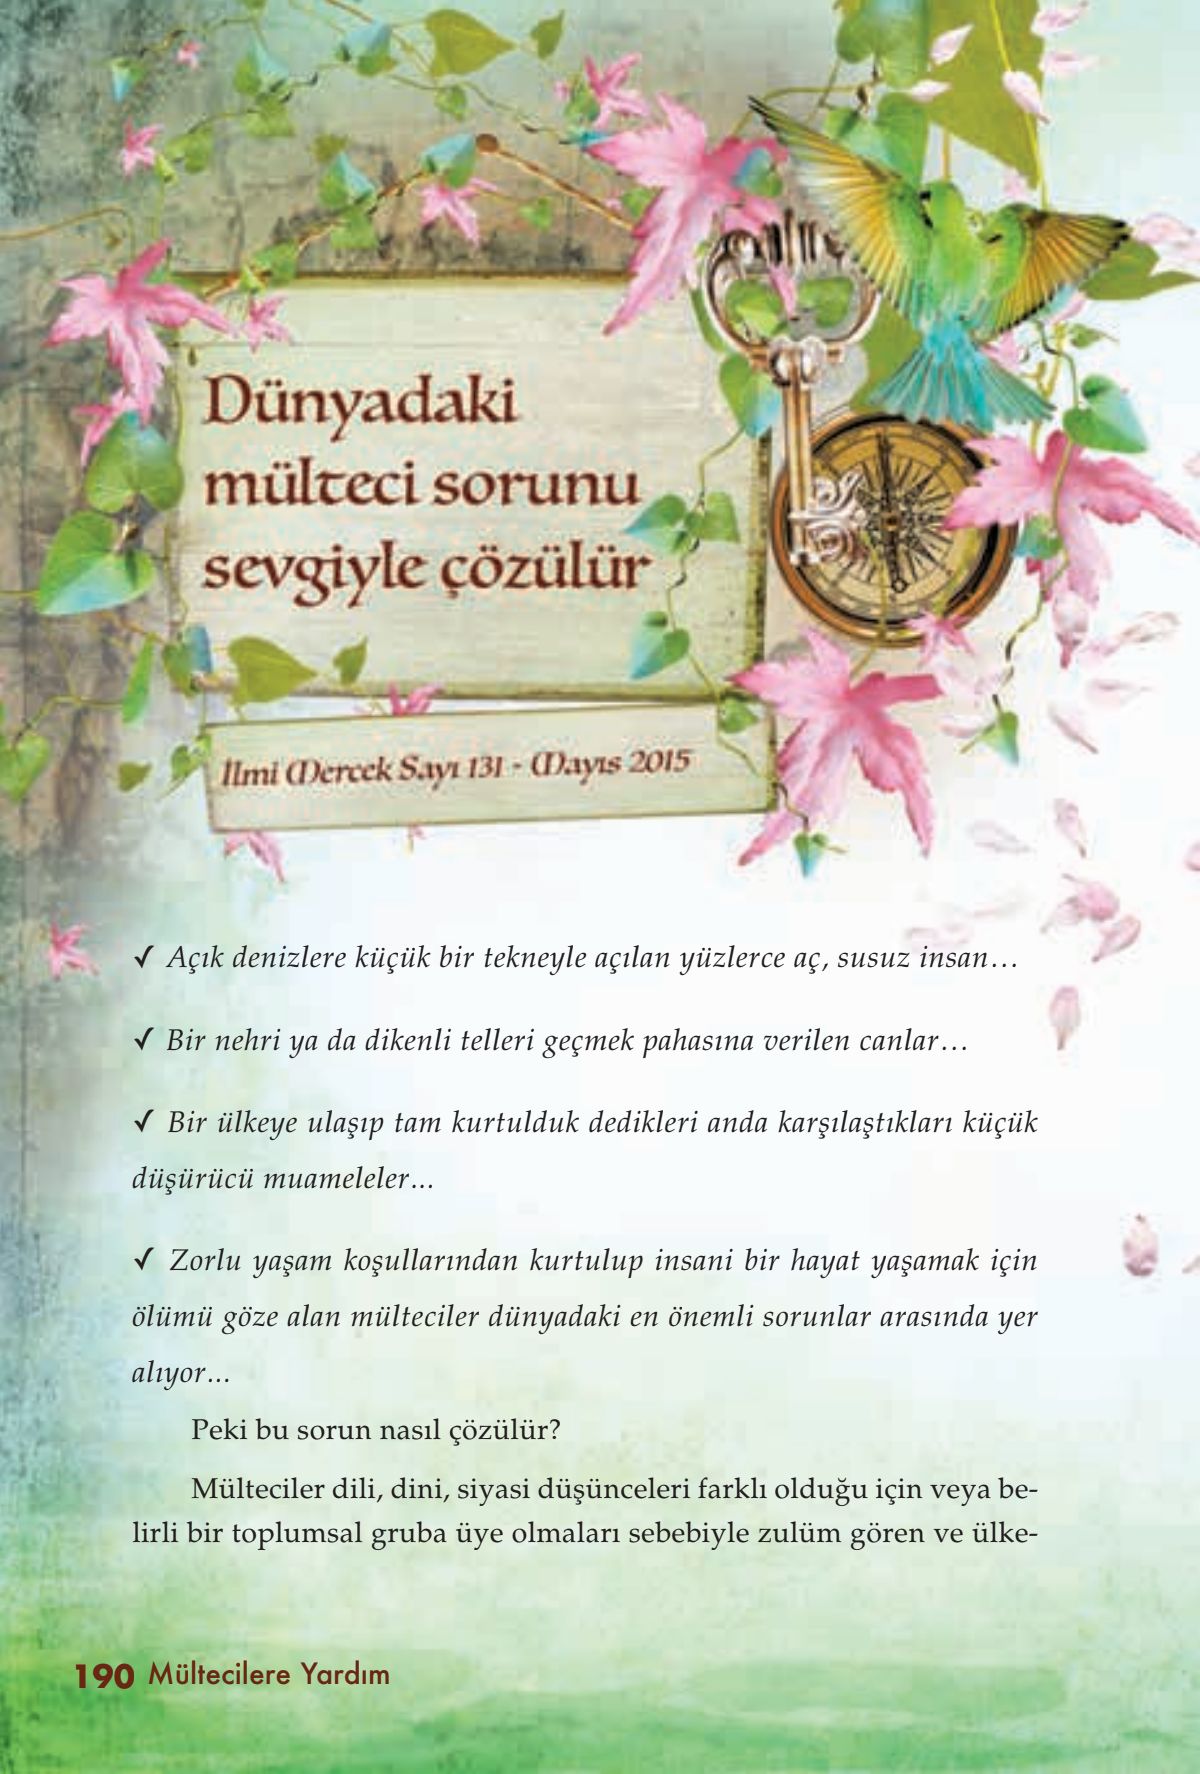 Dünyadaki
mülteci sorunu
sevgiyle çözülür
İlmi Mercek Sayı 131 - Mayıs 2015
✓ Açık denizlere küçük bir tekneyle açılan yüzlerce aç, susuz insan…
✓ Bir nehri ya da dikenli telleri geçmek pahasına verilen canlar…
✓ Bir ülkeye ulaşıp tam kurtulduk dedikleri anda karşılaştıkları küçük
düşürücü muameleler...
✓ Zorlu yaşam koşullarından kurtulup insani bir hayat yaşamak için
ölümü göze alan mülteciler dünyadaki en önemli sorunlar arasında yer
alıyor...
Peki bu sorun nasıl çözülür?
Mülteciler dili, dini, siyasi düşünceleri farklı olduğu için veya be-
lirli bir toplumsal gruba üye olmaları sebebiyle zulüm gören ve ülke-
190 Mültecilere Yardım